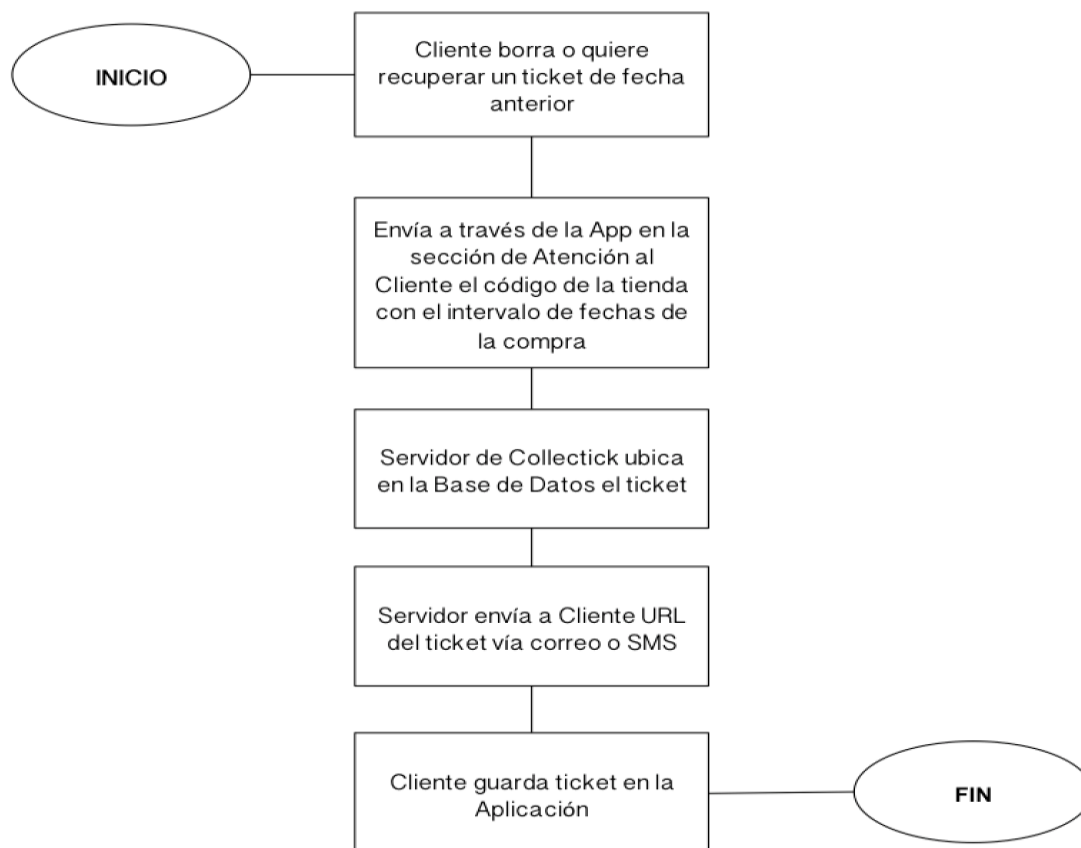 INICIO
Cliente borra o quiere
recuperar un ticket de fecha
anterior
Envía a través de la App en la
sección de Atención al
Cliente el código de la tienda
con el intervalo de fechas de
la compra
Servidor de Collectick ubica
en la Base de Datos el ticket
Servidor envía a Cliente URL
del ticket vía correo o SMS
Cliente guarda ticket en la
Aplicación
FIN